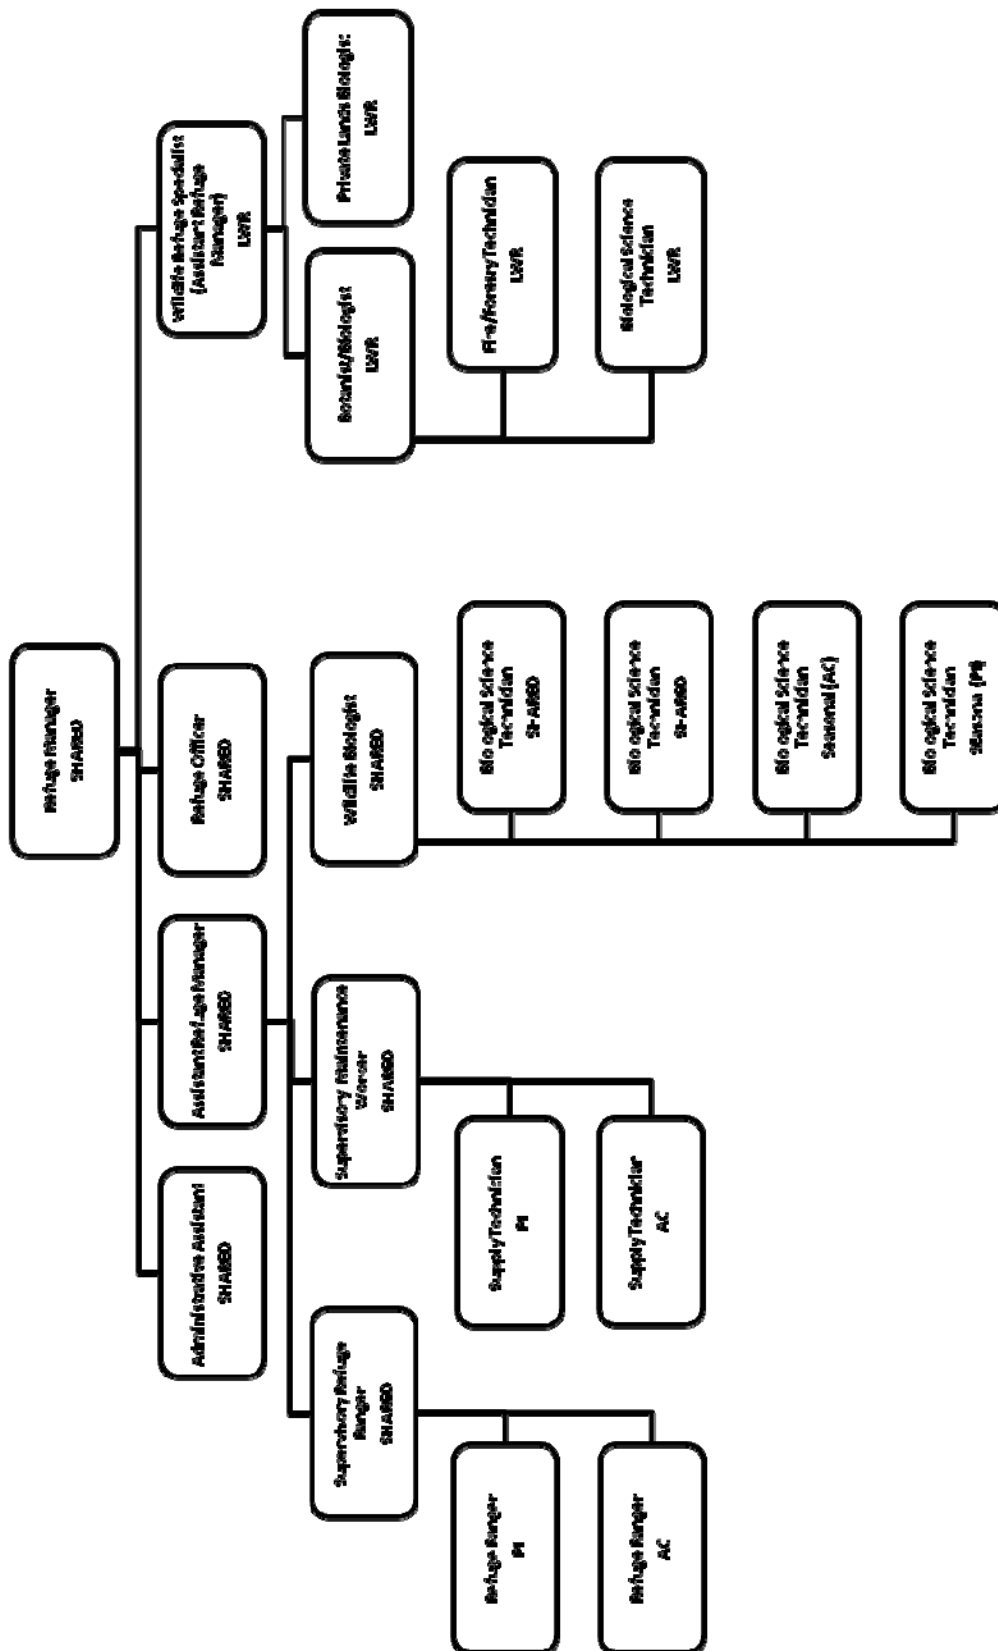 Refuge Manager
SHARED
Administrative Assistant
SHARED
Assistant Refuge Manager
SHARED
Refuge Officer
SHARED
Wildlife Refuge Specialist
(Assistant Refuge
Manager)
LWR
Supervisory Refuge
Ranger
SHARED
Supervisory Maintenance
Worker
SHARED
Wildlife Biologist
SHARED
Botanist/Biologist
LWR
Private Lands Biologist
LWR
Refuge Ranger
PI
Supply Technician
PI
Biological Science
Technician
SHARED
Fire/Forestry Technician
LWR
Refuge Ranger
AC
Supply Technician
AC
Biological Science
Technician
SHARED
Biological Science
Technician
LWR
Biological Science
Technician
Seasonal (AC)
Biological Science
Technician
Seasonal (PI)